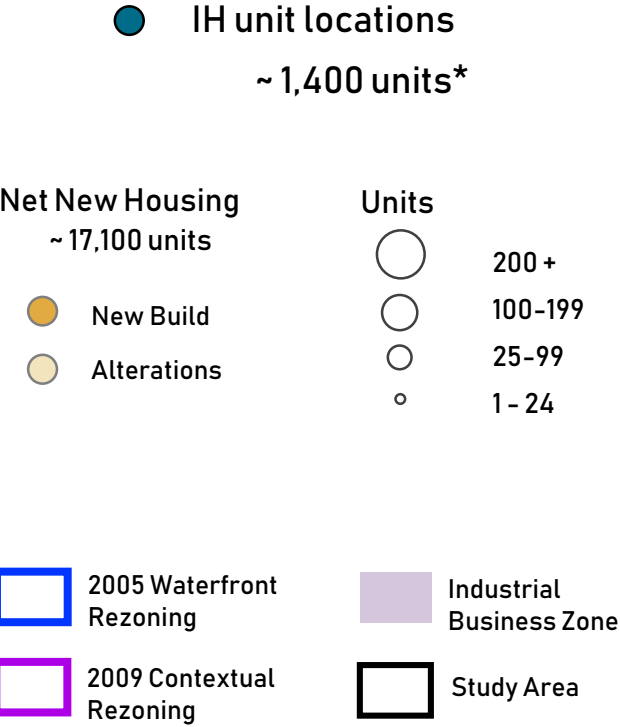 IH unit locations
~ 1,400 units*
Net New Housing
~ 17,100 units
New Build
Alterations
Units
200 +
100-199
25-99
1 - 24
2005 Waterfront
Rezoning
Industrial
Business Zone
2009 Contextual
Rezoning
Study Area